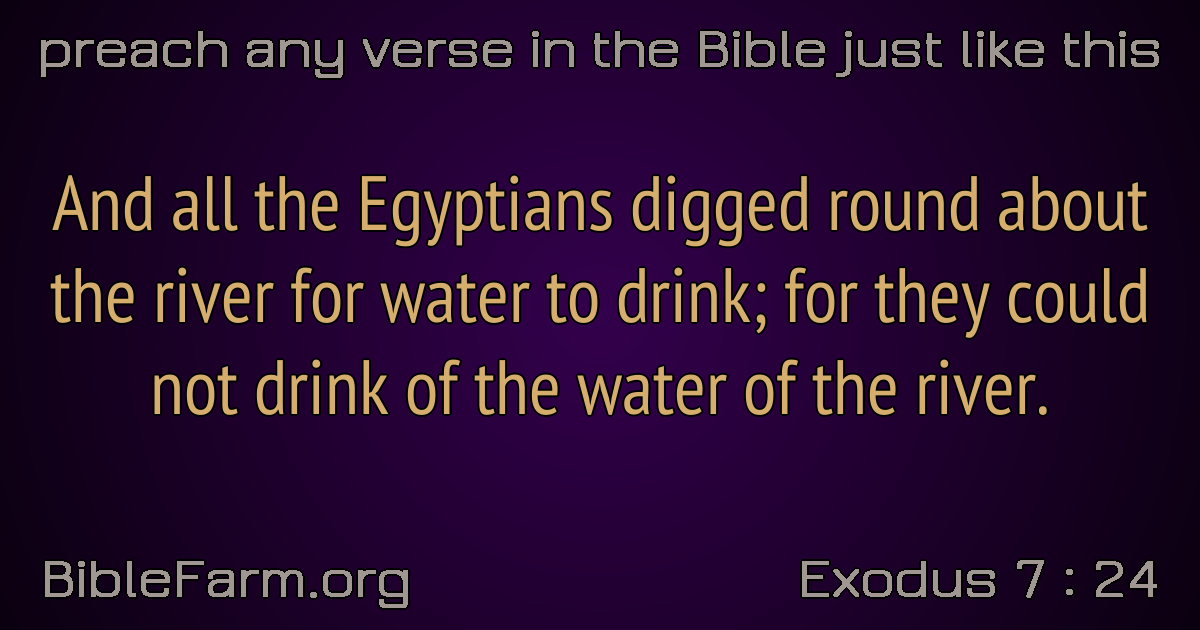 preach any verse in the Bible just like this
And all the Egyptians digged round about
the river for water to drink; for they could
not drink of the water of the river.
BibleFarm.org
Exodus 7 : 24